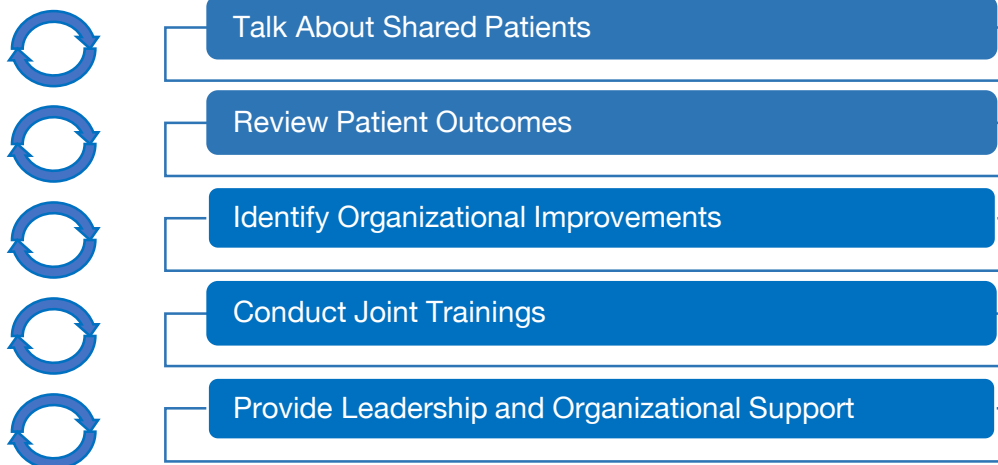 Talk About Shared Patients
Review Patient Outcomes
Identify Organizational Improvements
Conduct Joint Trainings
Provide Leadership and Organizational Support